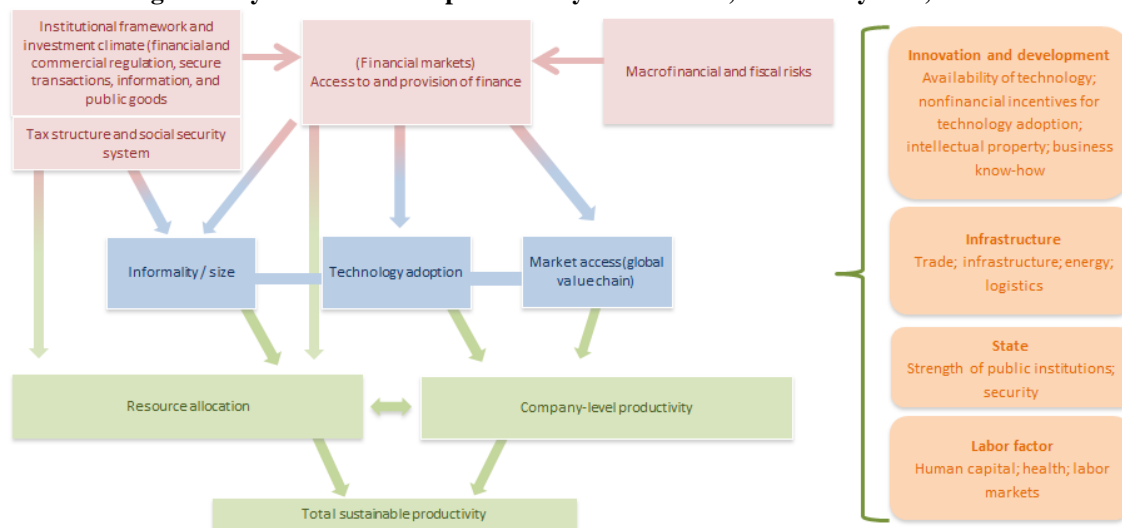 Institutional framework and
investment climate (financial and
commercial regulation, secure
transactions, information, and
public goods
Tax structure and social security
system
(Financial markets)
Access to and provision of finance
Macrofinancial and fiscal risks
Informality / size
Technology adoption
Market access(global
value chain)
Resource allocation
Company-level productivity
Total sustainable productivity
Innovation and development
Availability of technology;
nonfinancial incentives for
technology adoption;
intellectual property; business
know-how
Infrastructure
Trade; infrastructure; energy;
logistics
State
Strength of public institutions;
security
Labor factor
Human capital; health; labor
markets